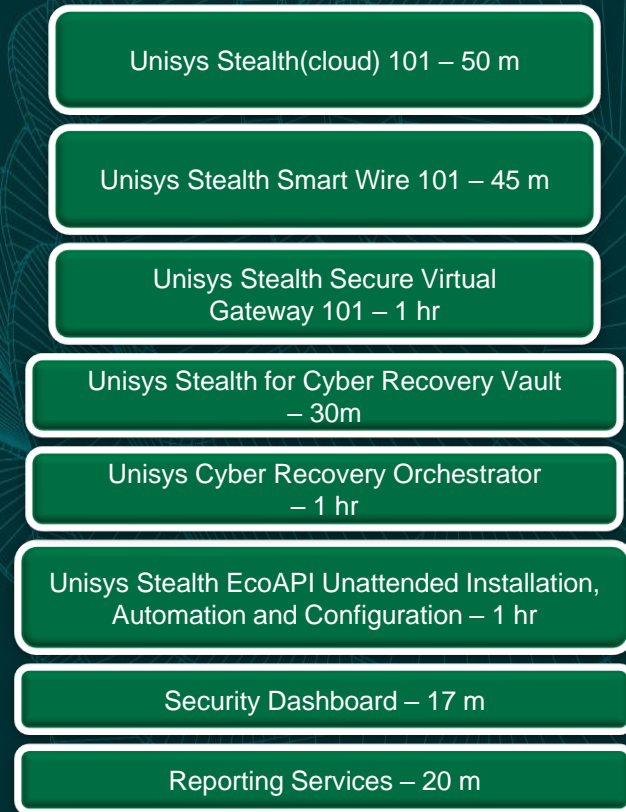 Unisys Stealth(cloud) 101 – 50 m
Unisys Stealth Smart Wire 101 – 45 m
Unisys Stealth Secure Virtual
Gateway 101 – 1 hr
Unisys Stealth for Cyber Recovery Vault
– 30m
Unisys Cyber Recovery Orchestrator
– 1 hr
Unisys Stealth EcoAPI Unattended Installation,
Automation and Configuration – 1 hr
Security Dashboard – 17 m
Reporting Services – 20 m